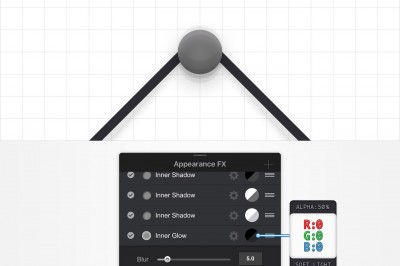 Appearance FX
Inner Shadow
Inner Shadow
Inner Shadow
Inner Glow
Blur
5.0
ALPHA:50%
R:0
G:0
B:0
SOFT LIGHT